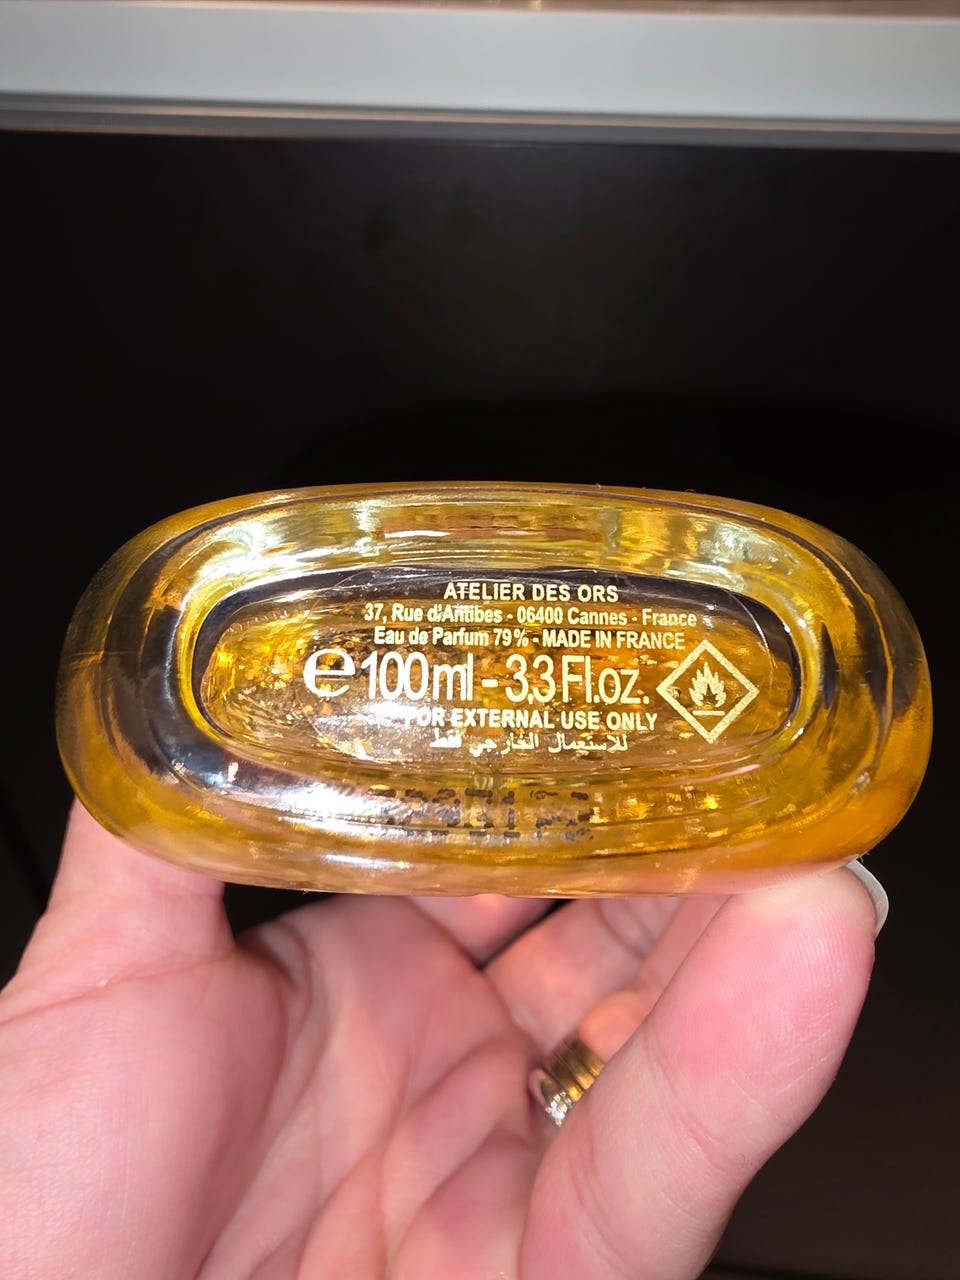 ATELIER DES ORS
37, Rue d'Antibes - 06400 Cannes - France
Eau de Parfum 79% - MADE IN FRANCE
℮ 100ml - 3,3 Fl.oz.
FOR EXTERNAL USE ONLY
للاستعمال الخارجي فقط